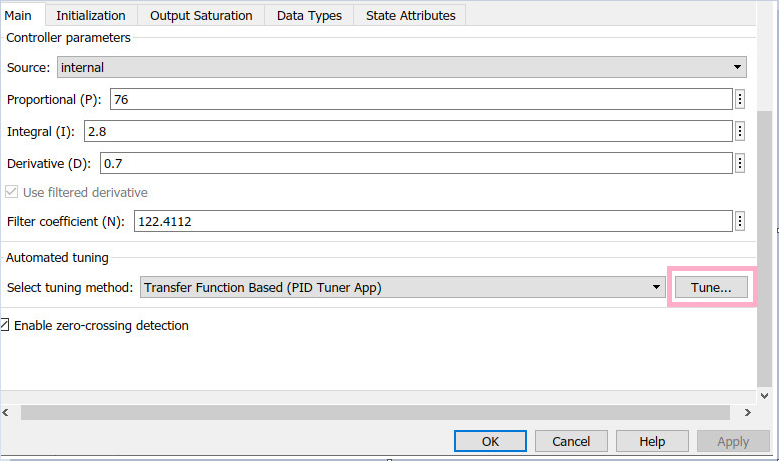 Main Initialization Output Saturation Data Types State Attributes
Controller parameters
Source: internal
Proportional (P): 76
Integral (I): 2.8
Derivative (D): 0.7
Use filtered derivative
Filter coefficient (N): 122.4112
Automated tuning
Select tuning method: Transfer Function Based (PID Tuner App) Tune...
Enable zero-crossing detection
OK Cancel Help Apply